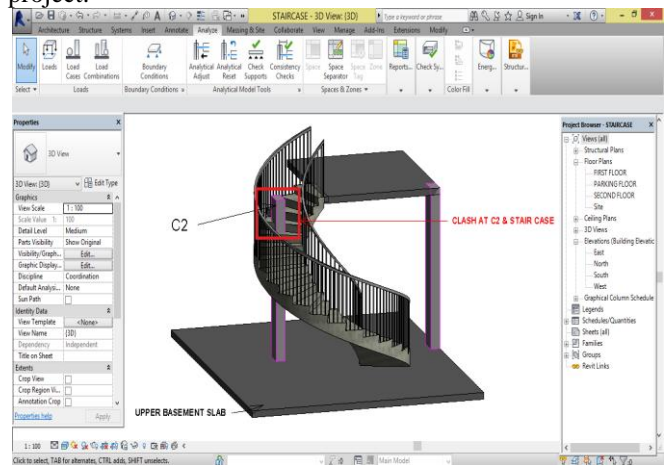 project.
STAIRCASE - 3D View: {3D}
Type a keyword or phrase
Sign In
Architecture Structure Systems Insert Annotate Analyze Massing & Site Collaborate View Manage Add-Ins Extensions Modify
Modify Loads Load Cases Load Combinations Boundary Conditions Analytical Adjust Analytical Reset Check Supports Consistency Checks Space Space Separator Space Tag Zone Reports... Check Sy... Energ... Structur...
Select Loads Boundary Conditions Analytical Model Tools Spaces & Zones Color Fill
Properties X
3D View
3D View: {3D} Edit Type
Graphics
View Scale 1 : 100
Scale Value 1: 100
Detail Level Medium
Parts Visibility Show Original
Visibility/Graph... Edit...
Graphic Display... Edit...
Discipline Coordination
Default Analysi... None
Sun Path
Identity Data
View Template <None>
View Name {3D}
Dependency Independent
Title on Sheet
Extents
Crop View
Crop Region Vi...
Annotation Crop
Properties help Apply
C2
CLASH AT C2 & STAIR CASE
UPPER BASEMENT SLAB
Project Browser - STAIRCASE X
Views (all)
Structural Plans
Floor Plans
FIRST FLOOR
PARKING FLOOR
SECOND FLOOR
Site
Ceiling Plans
3D Views
Elevations (Building Elevatic
East
North
South
West
Graphical Column Schedule
Legends
Schedules/Quantities
Sheets (all)
Families
Groups
Revit Links
1 : 100
Click to select, TAB for alternates, CTRL adds, SHIFT unselects.
:0
Main Model